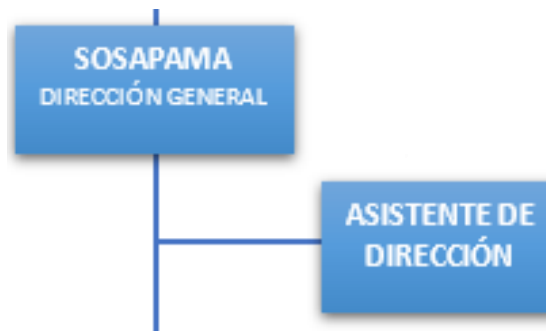 SOSAPAMA
DIRECCIÓN GENERAL
ASISTENTE DE
DIRECCIÓN